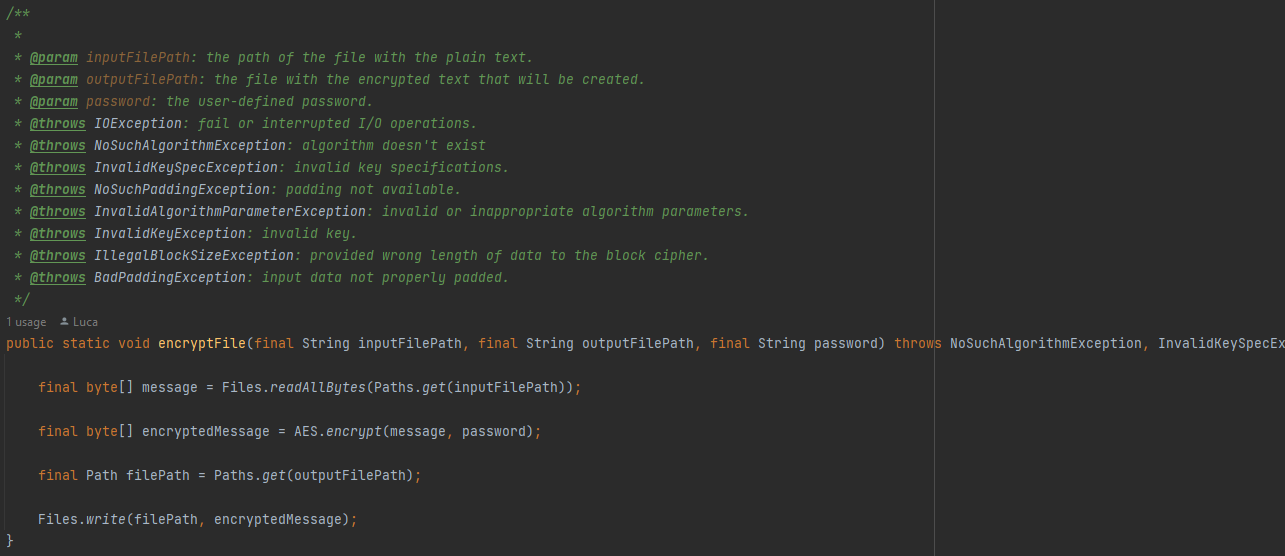 /**
 *
 * @param inputFilePath: the path of the file with the plain text.
 * @param outputFilePath: the file with the encrypted text that will be created.
 * @param password: the user-defined password.
 * @throws IOException: fail or interrupted I/O operations.
 * @throws NoSuchAlgorithmException: algorithm doesn't exist
 * @throws InvalidKeySpecException: invalid key specifications.
 * @throws NoSuchPaddingException: padding not available.
 * @throws InvalidAlgorithmParameterException: invalid or inappropriate algorithm parameters.
 * @throws InvalidKeyException: invalid key.
 * @throws IllegalBlockSizeException: provided wrong length of data to the block cipher.
 * @throws BadPaddingException: input data not properly padded.
 */
1 usage Luca
public static void encryptFile(final String inputFilePath, final String outputFilePath, final String password) throws NoSuchAlgorithmException, InvalidKeySpecEx
    final byte[] message = Files.readAllBytes(Paths.get(inputFilePath));
    final byte[] encryptedMessage = AES.encrypt(message, password);
    final Path filePath = Paths.get(outputFilePath);
    Files.write(filePath, encryptedMessage);
}